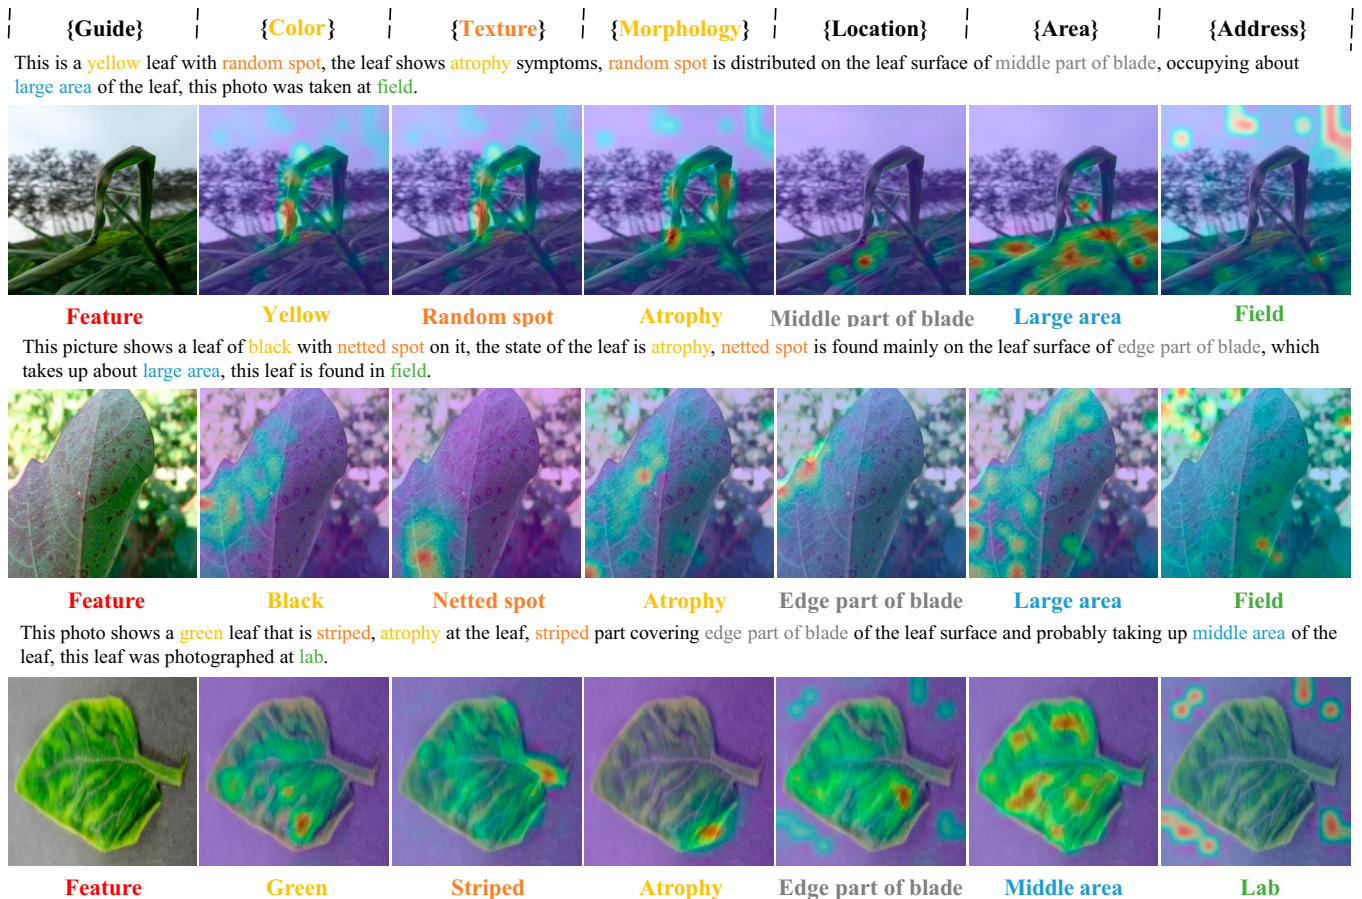 {Guide} {Color} {Texture} {Morphology} {Location} {Area} {Address}
This is a yellow leaf with random spot, the leaf shows atrophy symptoms, random spot is distributed on the leaf surface of middle part of blade, occupying about
large area of the leaf, this photo was taken at field.
Feature Yellow Random spot Atrophy Middle part of blade Large area Field
This picture shows a leaf of black with netted spot on it, the state of the leaf is atrophy, netted spot is found mainly on the leaf surface of edge part of blade, which
takes up about large area, this leaf is found in field.
Feature Black Netted spot Atrophy Edge part of blade Large area Field
This photo shows a green leaf that is striped, atrophy at the leaf, striped part covering edge part of blade of the leaf surface and probably taking up middle area of the
leaf, this leaf was photographed at lab.
Feature Green Striped Atrophy Edge part of blade Middle area Lab